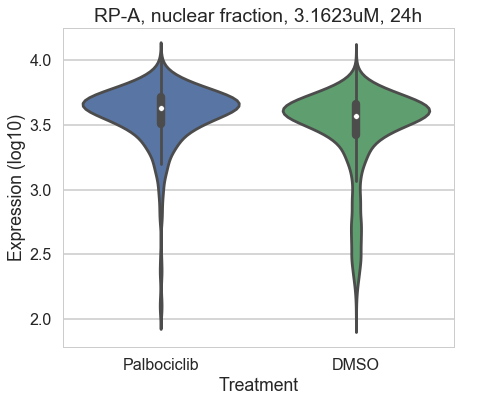 RP-A, nuclear fraction, 3.1623uM, 24h
Expression (log10)
4.0
3.5
3.0
2.5
2.0
Palbociclib DMSO
Treatment